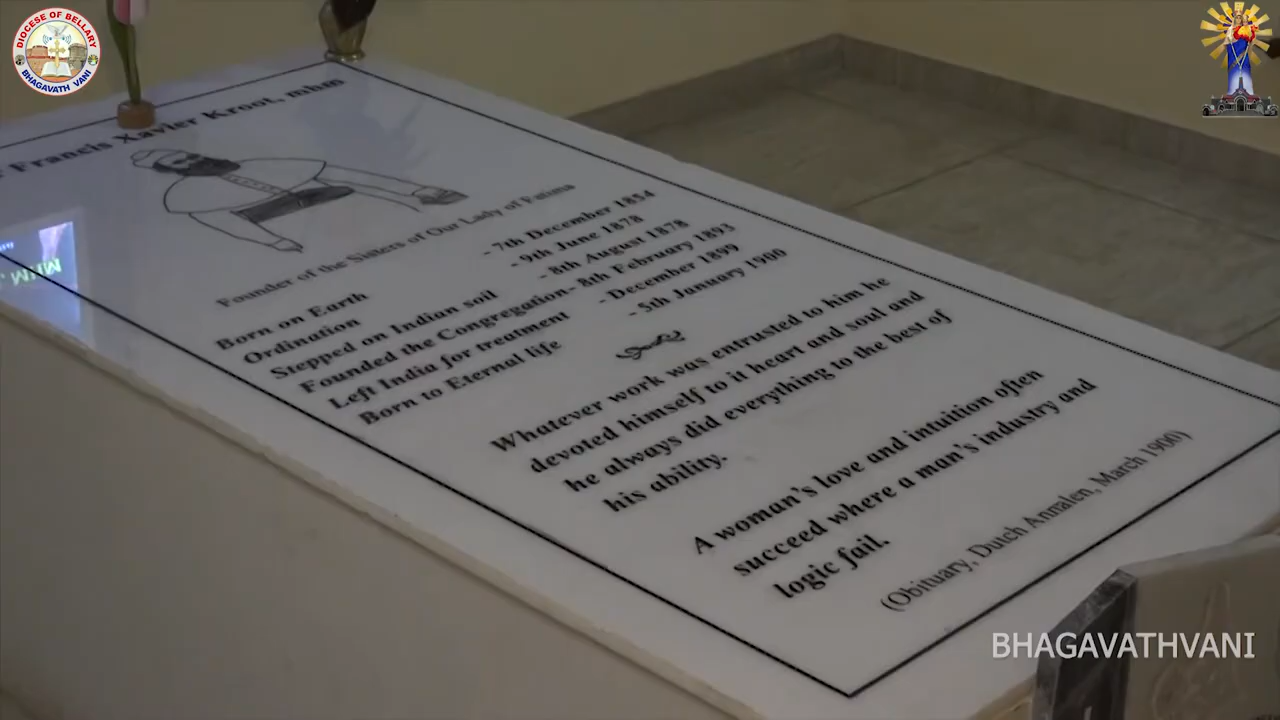 DIOCESE OF BELLARY
BHAGAVATH VANI
Francis Xavier Kroot, mhm
Founder of the Sisters of Our Lady of Fatima
Born on Earth - 7th December 1854
Ordination - 9th June 1878
Stepped on Indian soil - 8th August 1878
Founded the Congregation - 8th February 1893
Left India for treatment - December 1899
Born to Eternal life - 5th January 1900
Whatever work was entrusted to him he
devoted himself to it heart and soul and
he always did everything to the best of
his ability.
A woman's love and intuition often
succeed where a man's industry and
logic fail.
(Obituary, Dutch Annalen, March 1900)
BHAGAVATHVANI